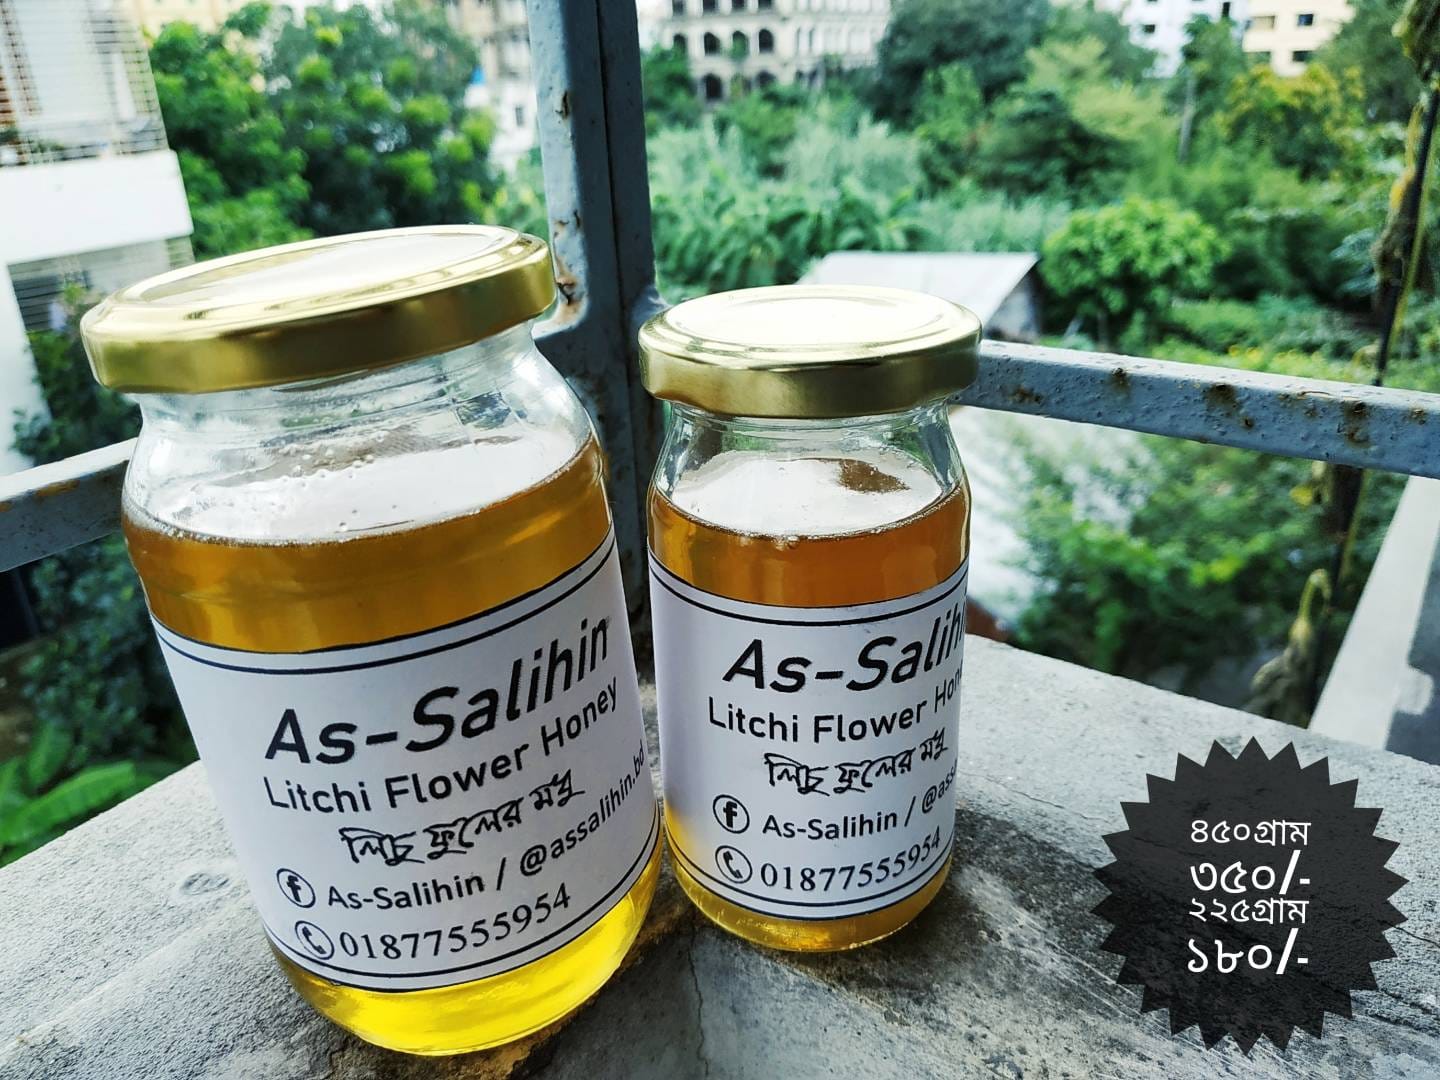 As-Salihin
Litchi Flower Honey
লিচু ফুলের মধু
As-Salihin / @assalihin.bd
01877555954
As-Salih
Litchi Flower Hone
লিচু ফুলের মধু
As-Salihin / @ass
01877555954
৪৫০গ্রাম
৩৫০/-
২২৫গ্রাম
১৮০/-